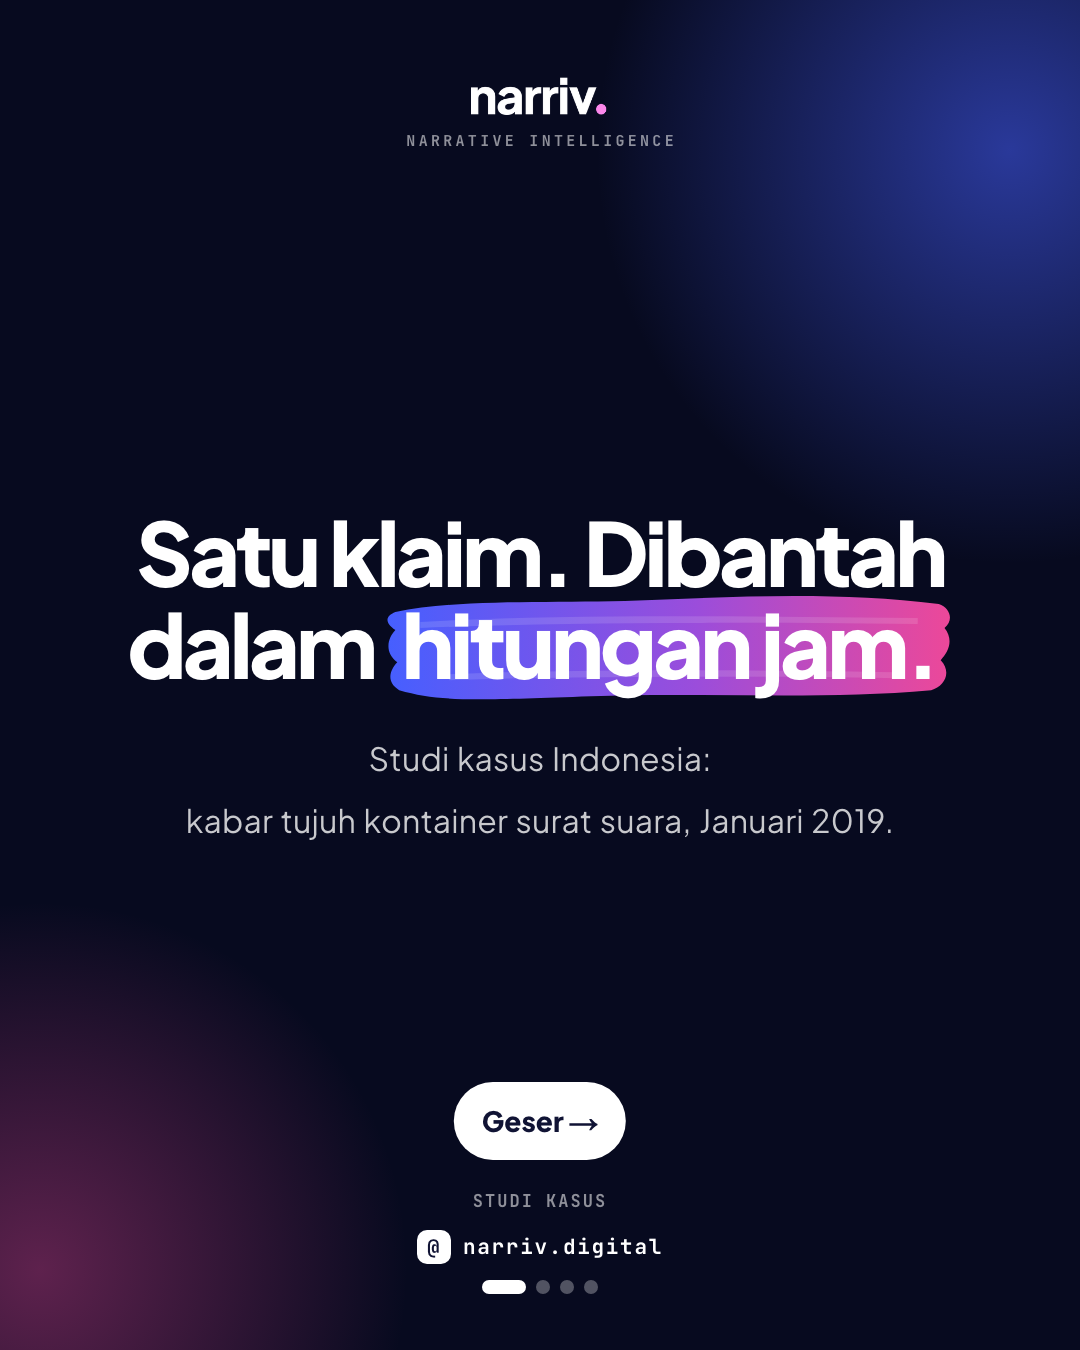 narriv.
NARRATIVE INTELLIGENCE
Satu klaim. Dibantah
dalam hitungan jam.
Studi kasus Indonesia:
kabar tujuh kontainer surat suara, Januari 2019.
Geser →
STUDI KASUS
@ narriv.digital